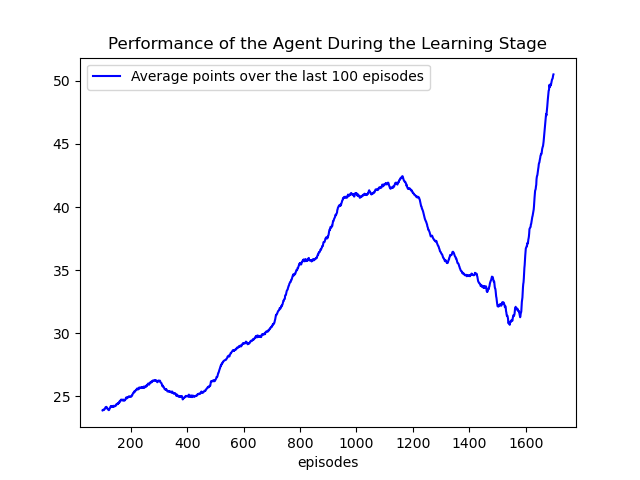 Performance of the Agent During the Learning Stage
Average points over the last 100 episodes
50
45
40
35
30
25
200 400 600 800 1000 1200 1400 1600
episodes